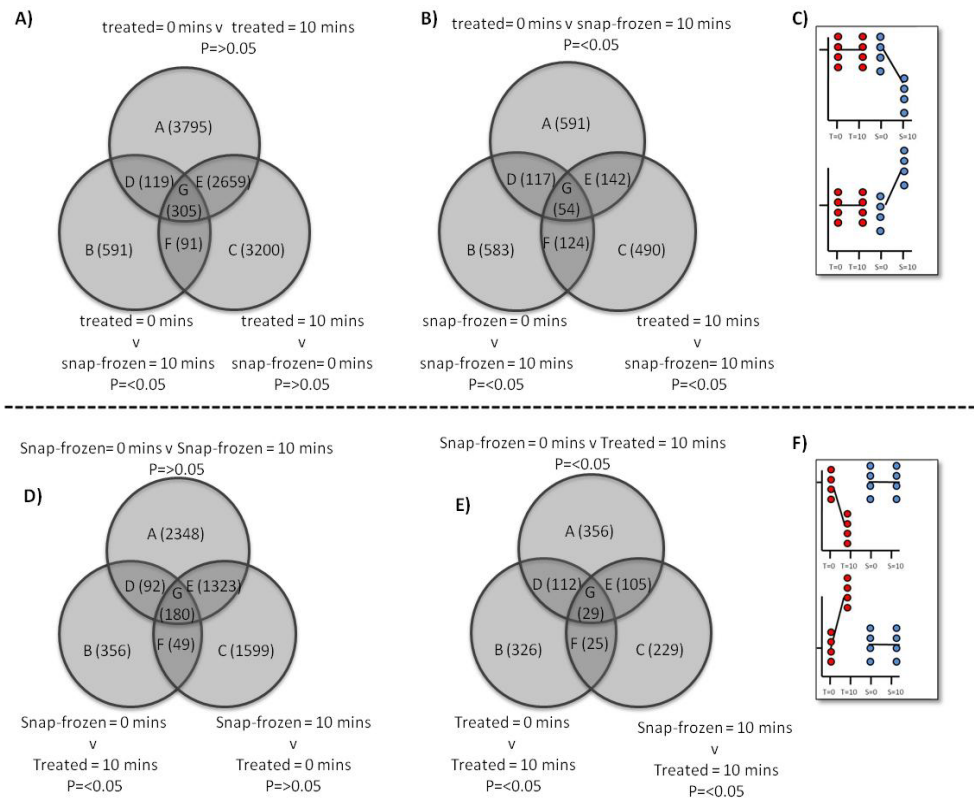 A)
treated= 0 mins v treated= 10 mins
P=>0.05
A (3795)
D (119)
E (2659)
G
(305)
B (591)
F (91)
C (3200)
treated = 0 mins
v
snap-frozen = 10 mins
P=<0.05
treated = 10 mins
v
snap-frozen= 0 mins
P=>0.05
B)
treated= 0 mins v snap-frozen = 10 mins
P=<0.05
A (591)
D (117)
E (142)
G
(54)
B (583)
F (124)
C (490)
snap-frozen = 0 mins
v
snap-frozen = 10 mins
P=<0.05
treated = 10 mins
v
snap-frozen = 10 mins
P=<0.05
C)
T=0 T=10 S=0 S=10
T=0 T=10 S=0 S=10
Snap-frozen= 0 mins v Snap-frozen = 10 mins
P=>0.05
D)
A (2348)
D (92)
E (1323)
G
(180)
B (356)
F (49)
C (1599)
Snap-frozen = 0 mins
v
Treated = 10 mins
P=<0.05
Snap-frozen = 10 mins
v
Treated = 0 mins
P=>0.05
Snap-frozen= 0 mins v Treated = 10 mins
P=<0.05
E)
A (356)
D (112)
E (105)
G
(29)
B (326)
F (25)
C (229)
Treated = 0 mins
v
Treated = 10 mins
P=<0.05
Snap-frozen = 10 mins
v
Treated = 10 mins
P=<0.05
F)
T=0 T=10 S=0 S=10
T=0 T=10 S=0 S=10